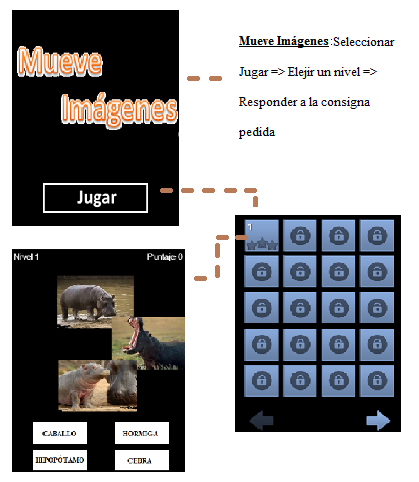 Mueve
Imágenes
Jugar
Mueve Imágenes:Seleccionar
Jugar => Elejir un nivel =>
Responder a la consigna
pedida
1
Nivel 1 Puntaje 0
CABALLO HORMIGA
HIPOPÓTAMO CEBRA